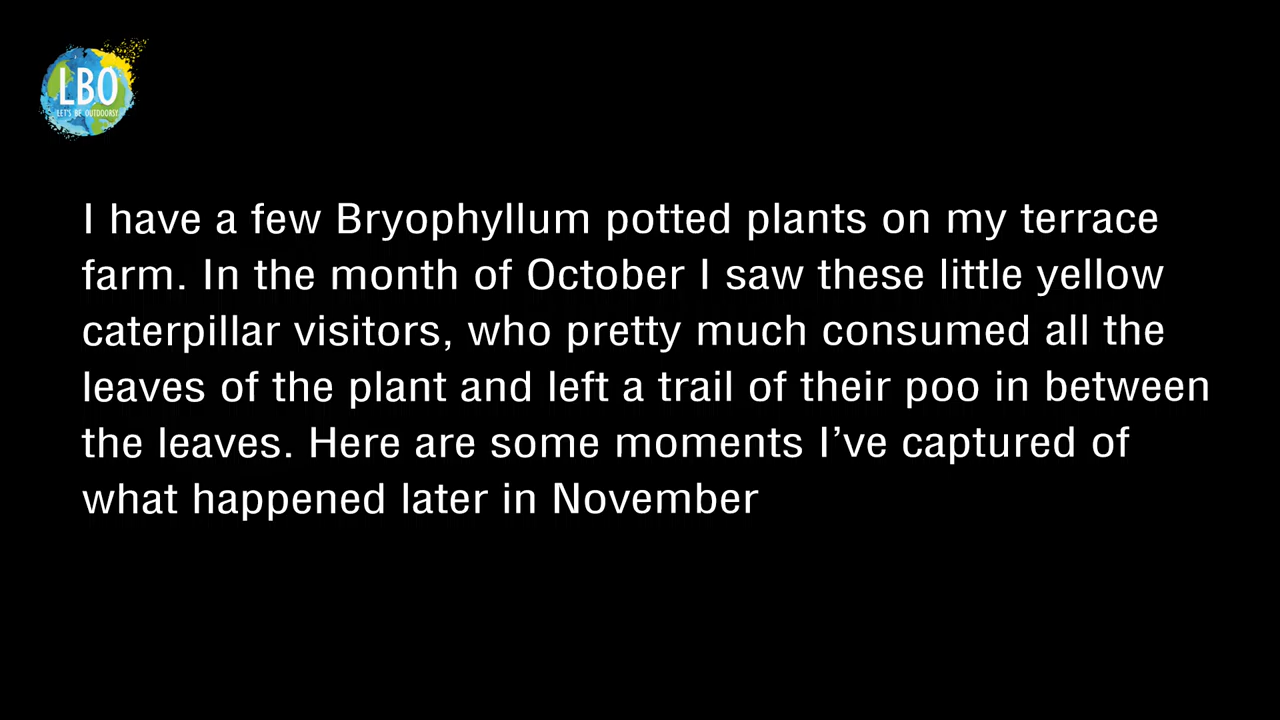 LBO
LET'S BE OUTDOORSY
I have a few Bryophyllum potted plants on my terrace
farm. In the month of October I saw these little yellow
caterpillar visitors, who pretty much consumed all the
leaves of the plant and left a trail of their poo in between
the leaves. Here are some moments I've captured of
what happened later in November